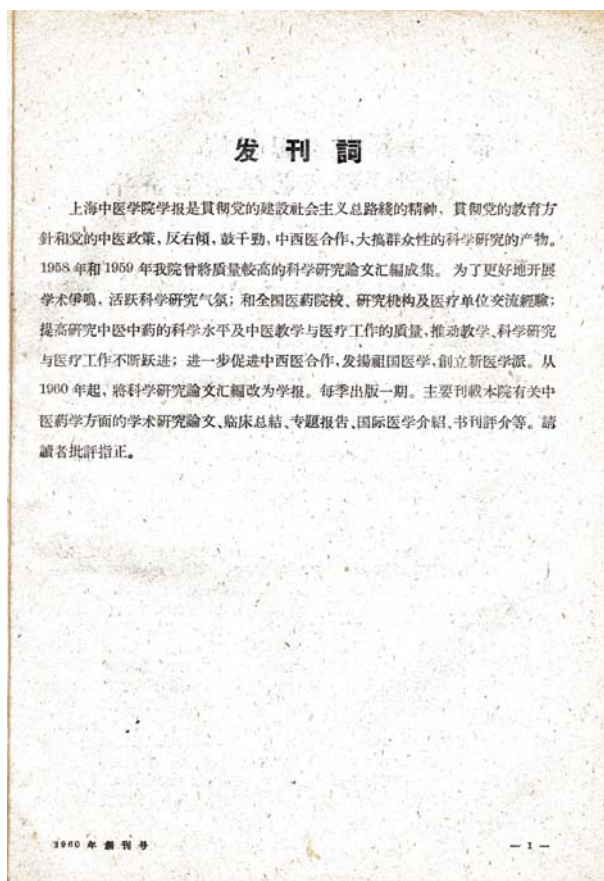 发刊詞
上海中医学院学报是貫彻党的建設社会主义总路綫的精神，貫彻党的教育方
針和党的中医政策，反右傾，鼓干劲，中西医合作，大搞群众性的科学研究的产物。
1958年和1959年我院曾將质量較高的科学研究論文汇編成集。为了更好地开展
学术爭鳴，活跃科学研究气氛；和全国医葯院校、研究机构及医疗单位交流經驗；
提高研究中医中葯的科学水平及中医教学与医疗工作的质量，推动教学、科学研究
与医疗工作不断跃进；进一步促进中西医合作，发揚祖国医学，創立新医学派。从
1960年起，將科学研究論文汇編改为学报。每季出版一期。主要刊載本院有关中
医葯学方面的学术研究論文、临床总結、专题报告、国际医学介紹、书刊評介等。請
讀者批評指正。
1960年創刊号
—1—